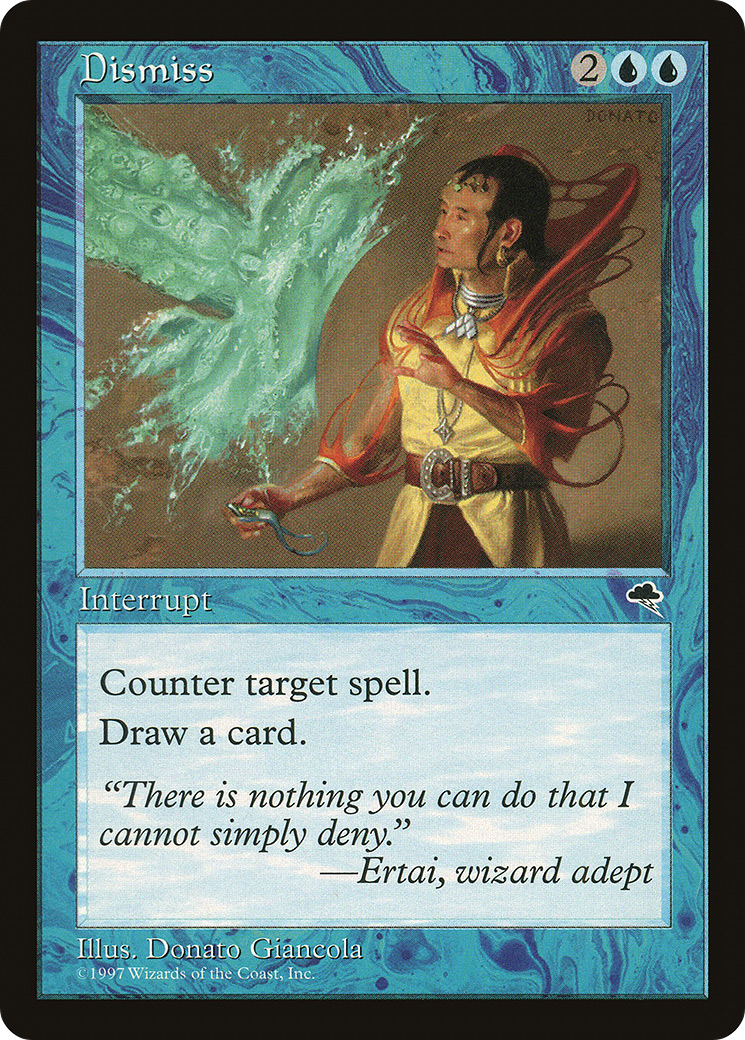 Dismiss 2
DONATO
Interrupt
Counter target spell.
Draw a card.
“There is nothing you can do that I
cannot simply deny.”
—Ertai, wizard adept
Illus. Donato Giancola
©1997 Wizards of the Coast, Inc.